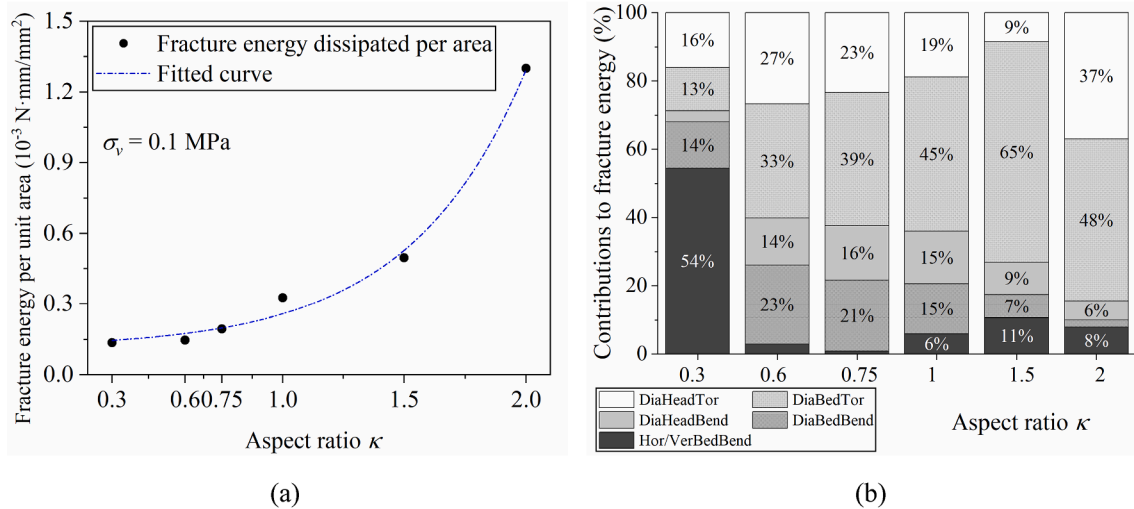 (a)
1.5
1.2
0.9
0.6
0.3
0.0
Fracture energy per unit area (10⁻³ N·mm/mm²)
Fracture energy dissipated per area
Fitted curve
σᵥ = 0.1 MPa
0.3 0.6 0.75 1.0 1.5 2.0
Aspect ratio κ
(a)
(b)
100
80
60
40
20
0
Contributions to fracture energy (%)
16% 27% 23% 19% 9% 37%
13% 33% 39% 45% 65% 48%
14% 16% 15% 9% 6%
14% 23% 21% 15% 7%
54% 6% 11% 8%
0.3 0.6 0.75 1 1.5 2
DiaHeadTor DiaBedTor
DiaHeadBend DiaBedBend
Hor/VerBedBend
Aspect ratio κ
(b)